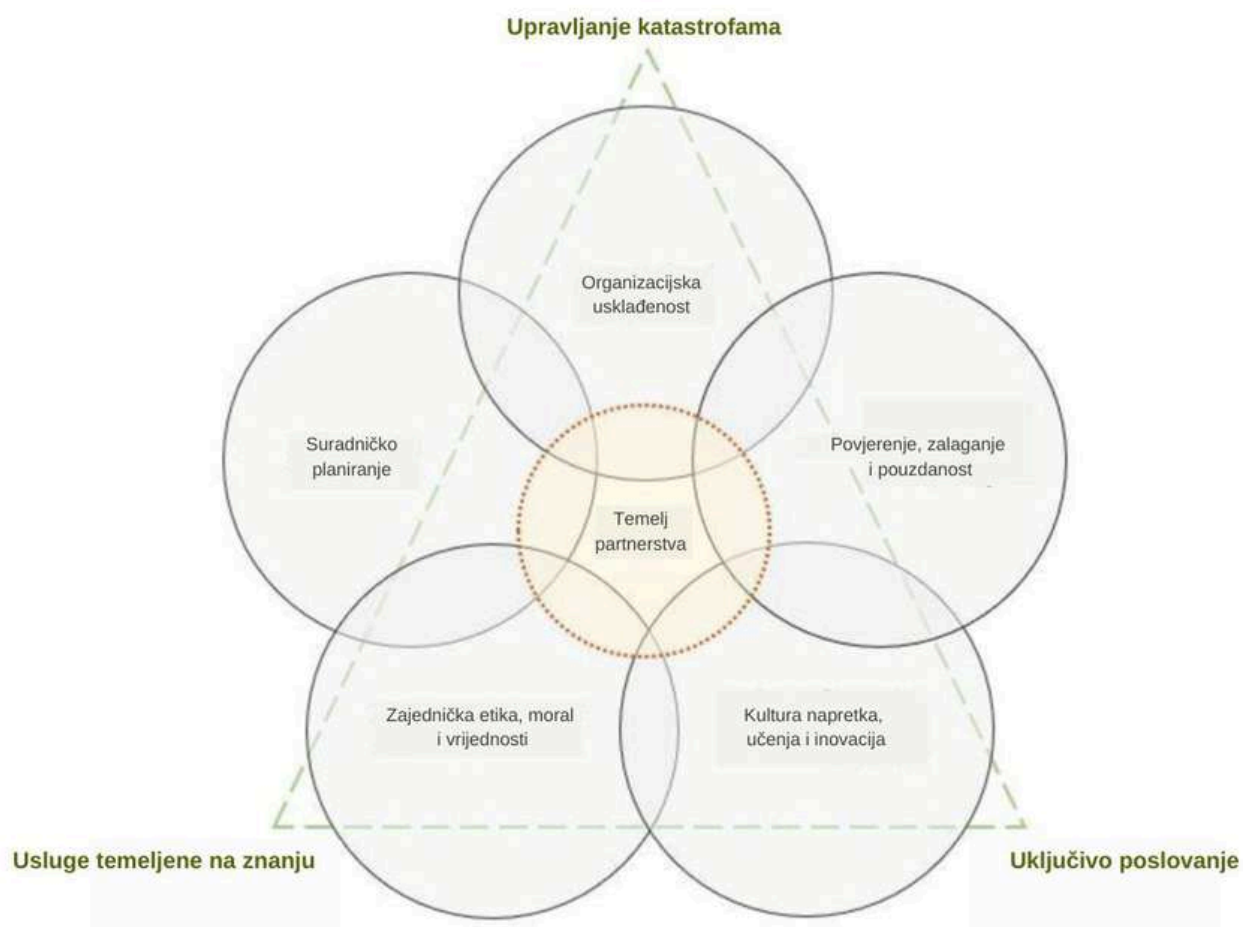 Upravljanje katastrofama
Organizacijska
usklađenost
Suradničko
planiranje
Povjerenje, zalaganje
i pouzdanost
Temelj
partnerstva
Zajednička etika, moral
i vrijednosti
Kultura napretka,
učenja i inovacija
Usluge temeljene na znanju
Uključivo poslovanje